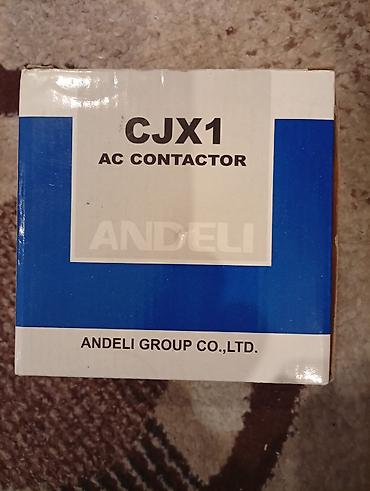 CJX1
AC CONTACTOR
ANDELI
ANDELI GROUP CO.,LTD.